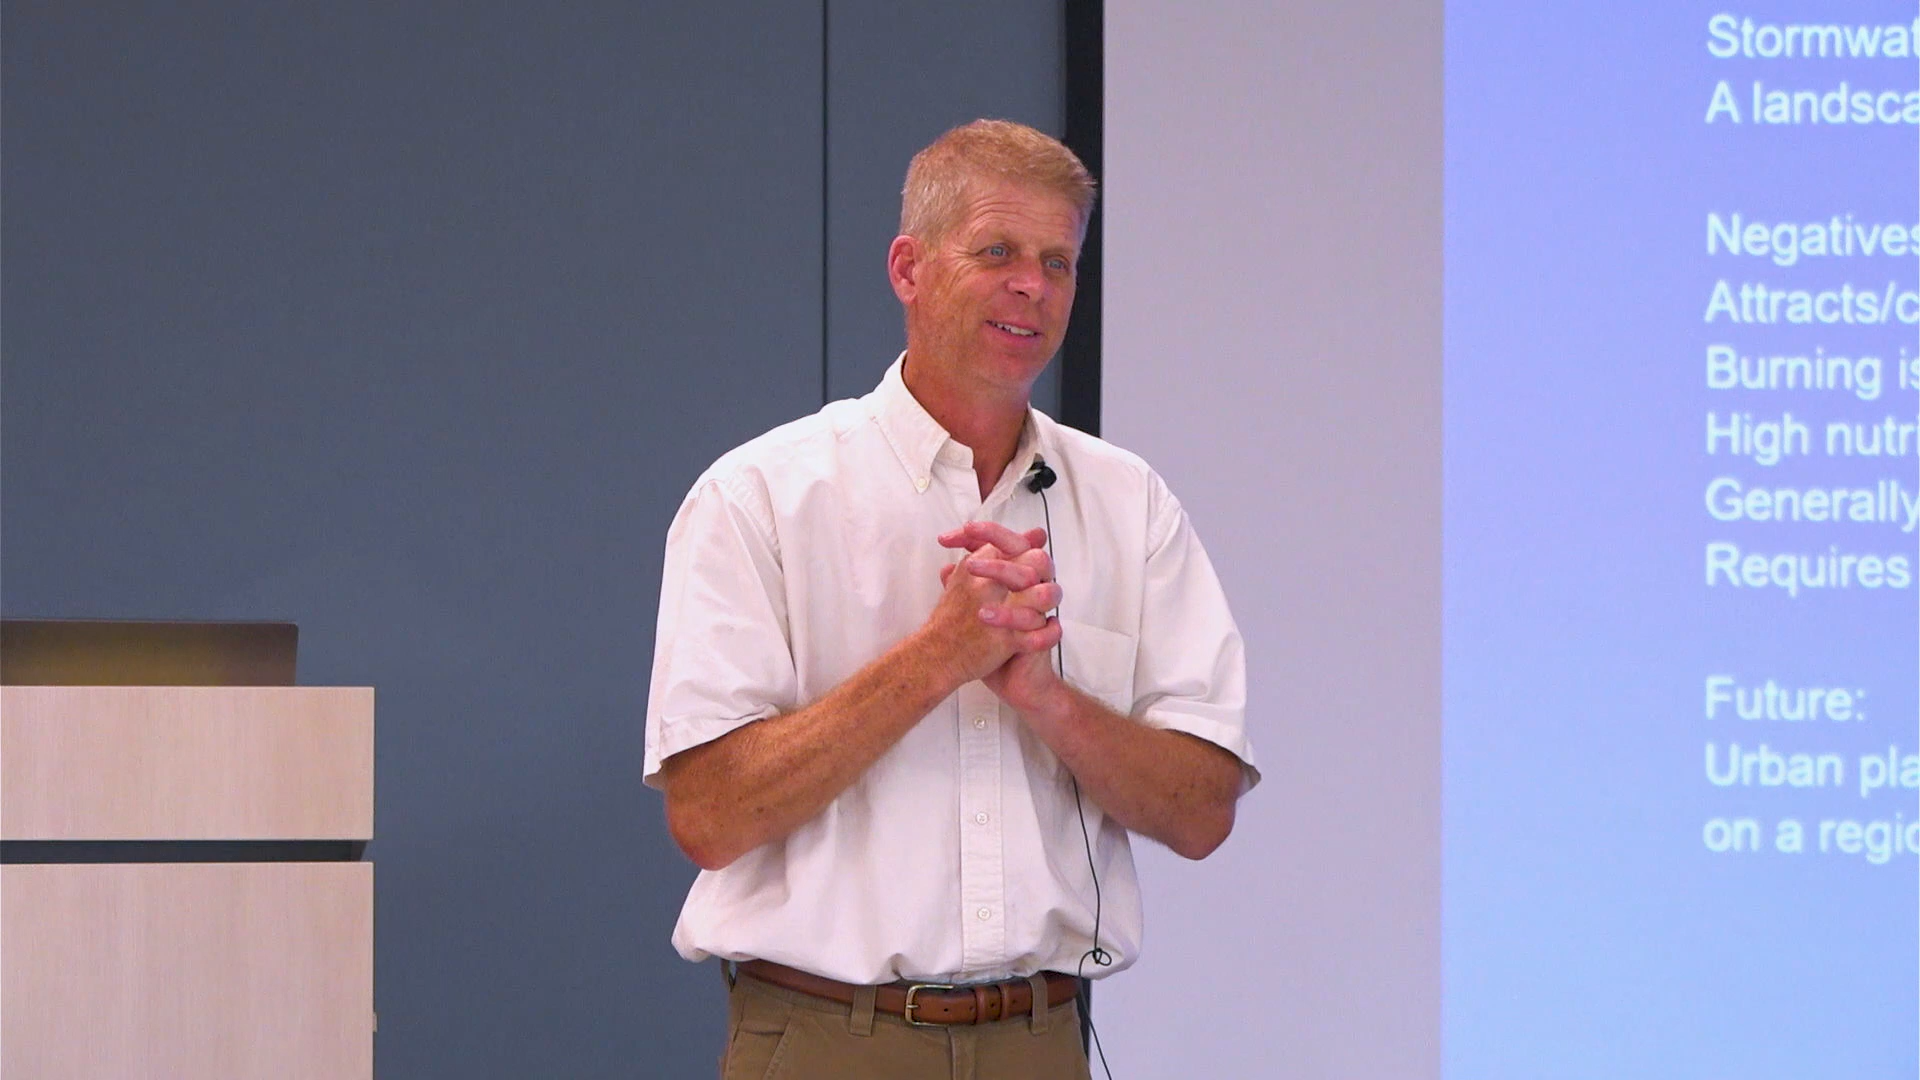 Stormwat
A landsca
Negatives
Attracts/c
Burning is
High nutri
Generally
Requires
Future:
Urban pla
on a regio